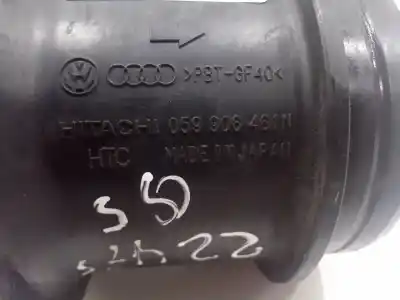 >PBT-GF40<
HITACHI 059 906 461N
HTC MADE IN JAPAN
35
22